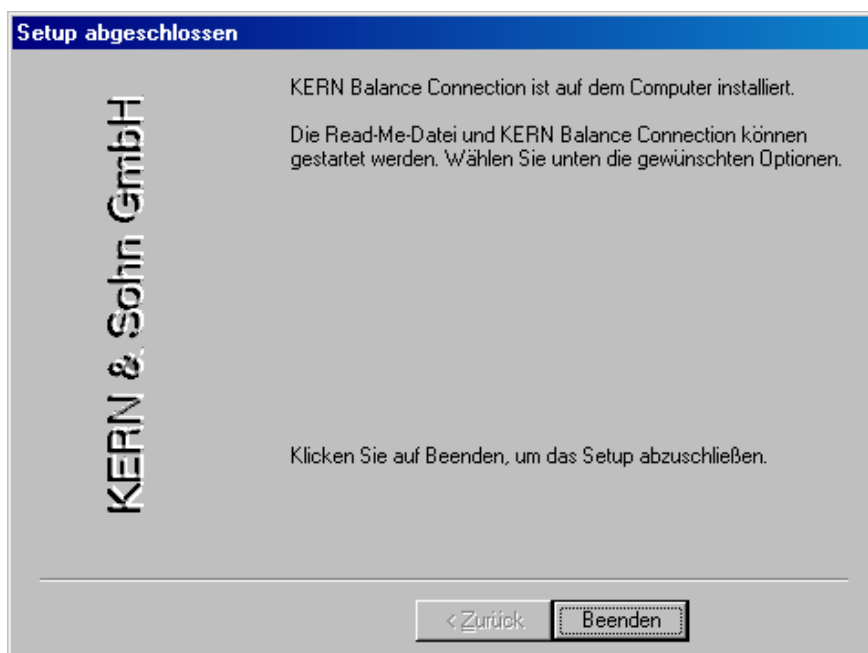 Setup abgeschlossen
KERN & Sohn GmbH
KERN Balance Connection ist auf dem Computer installiert.
Die Read-Me-Datei und KERN Balance Connection können
gestartet werden. Wählen Sie unten die gewünschten Optionen.
Klicken Sie auf Beenden, um das Setup abzuschließen.
< Zurück
Beenden